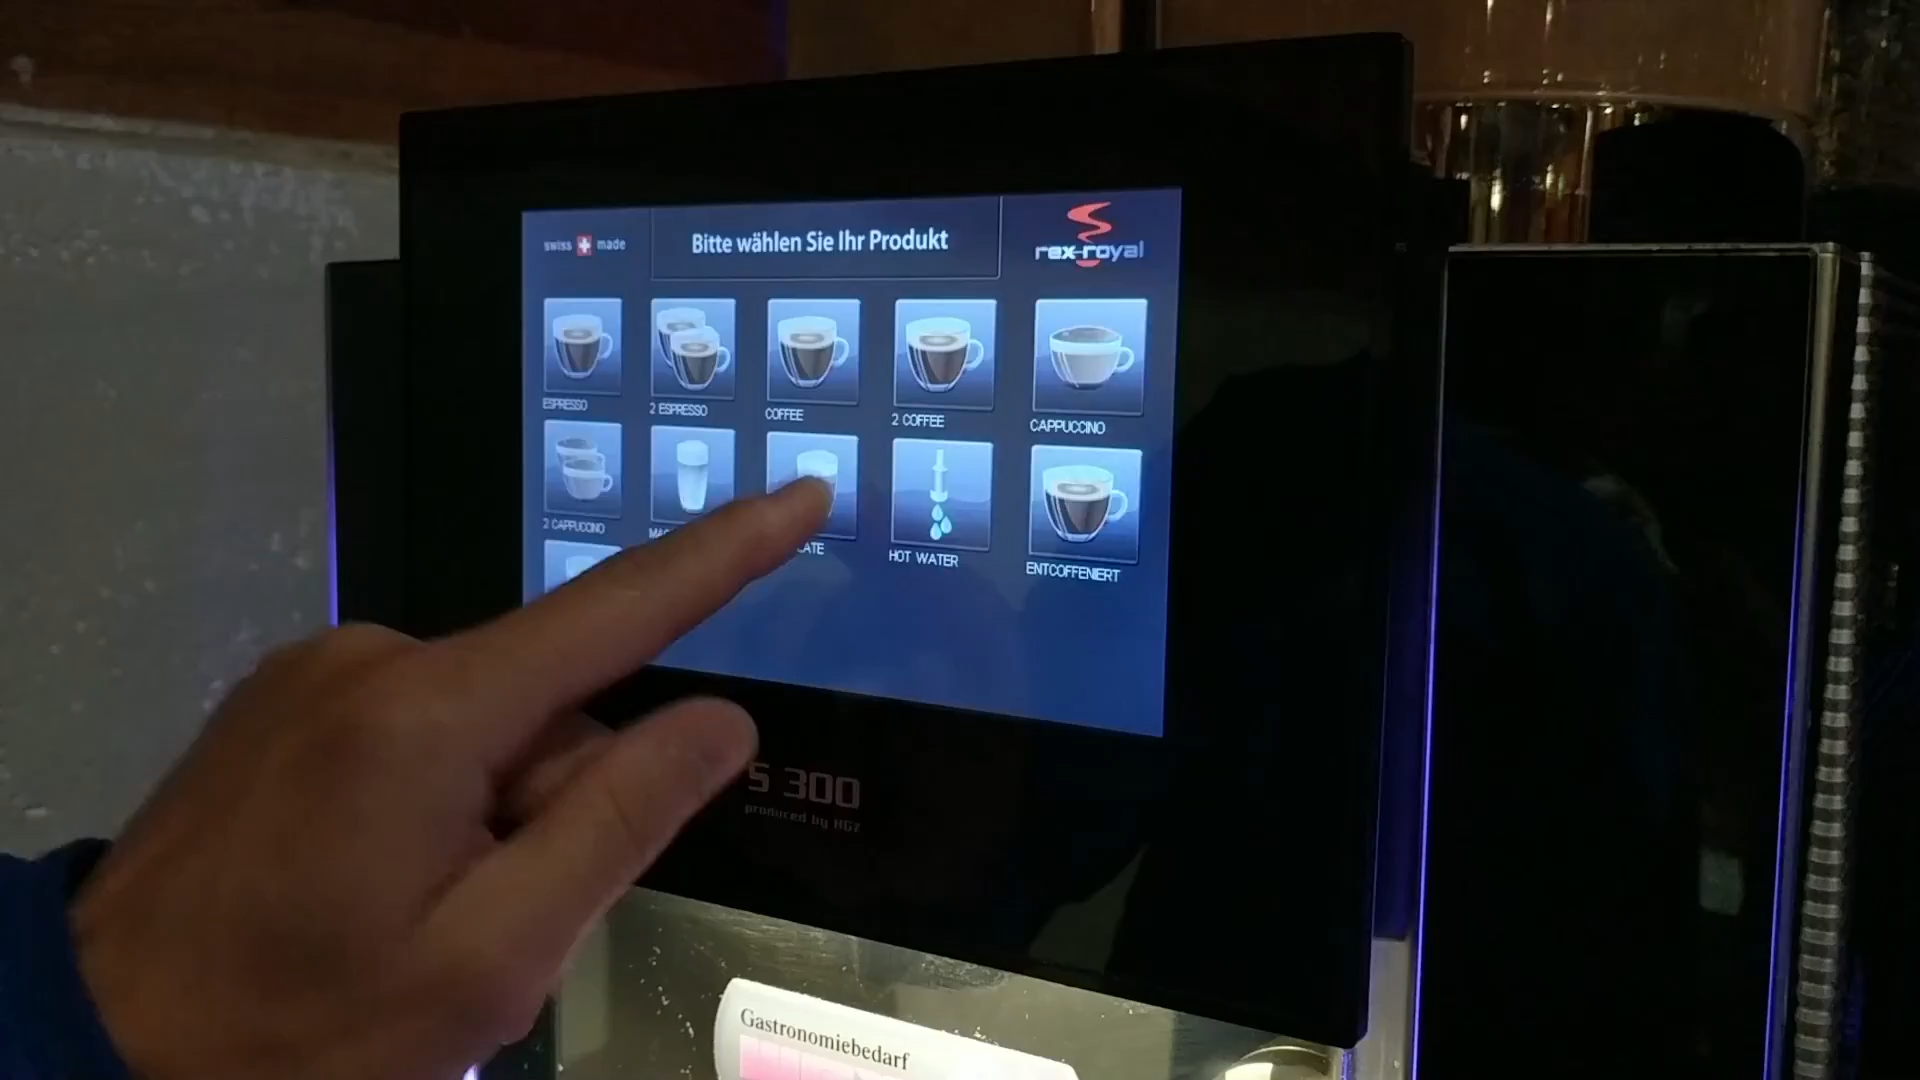 swiss made
Bitte wählen Sie Ihr Produkt
rex-royal
ESPRESSO
2 ESPRESSO
COFFEE
2 COFFEE
CAPPUCCINO
2 CAPPUCCINO
HOT WATER
ENTCOFFENIERT
S 300
produced by HGZ
Gastronomiebedarf